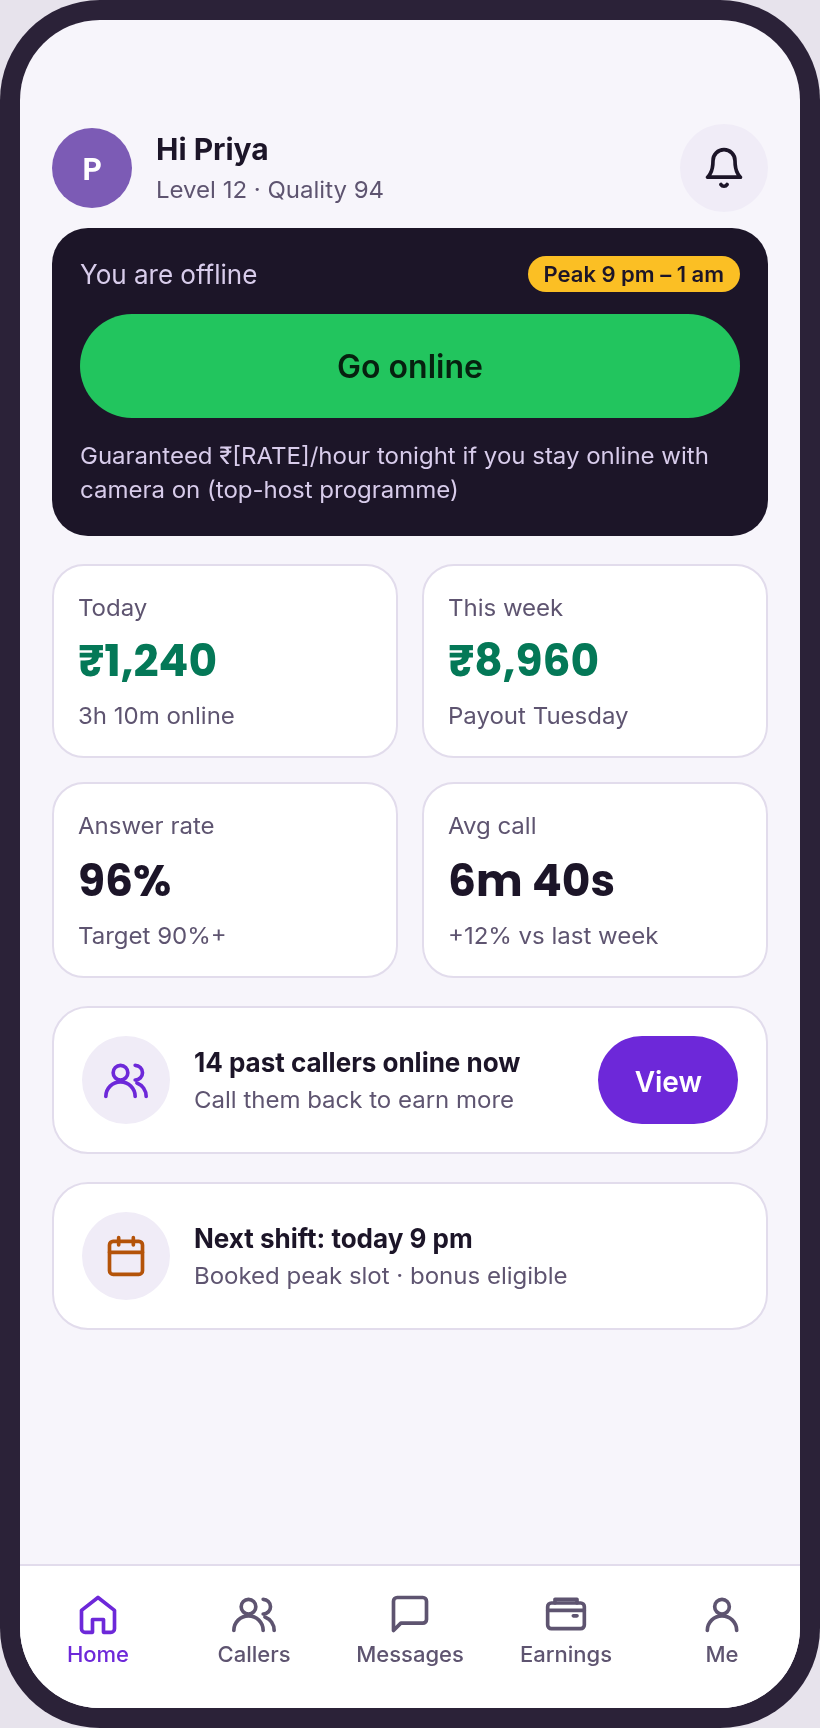 P
Hi Priya
Level 12 · Quality 94
You are offline
Peak 9 pm – 1 am
Go online
Guaranteed ₹[RATE]/hour tonight if you stay online with
camera on (top-host programme)
Today
₹1,240
3h 10m online
This week
₹8,960
Payout Tuesday
Answer rate
96%
Target 90%+
Avg call
6m 40s
+12% vs last week
14 past callers online now
Call them back to earn more
View
Next shift: today 9 pm
Booked peak slot · bonus eligible
Home
Callers
Messages
Earnings
Me